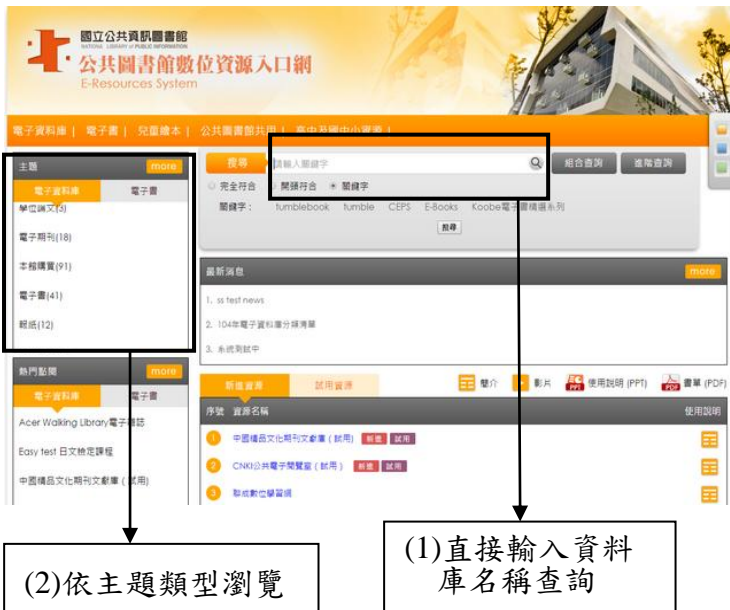 國立公共資訊圖書館
NATIONAL LIBRARY of PUBLIC INFORMATION
公共圖書館數位資源入口網
E-Resources System
電子資料庫 | 電子書 | 兒童繪本 | 公共圖書館共用 | 高中及國中小資源 |
主題 more
電子資料庫 電子書
學位論文(3)
電子期刊(18)
本館購買(91)
電子書(41)
報紙(12)
搜尋 請輸入關鍵字 組合查詢 進階查詢
完全符合 開頭符合 關鍵字
關鍵字： tumblebook tumble CEPS E-Books Koobe電子書精選系列
搜尋
最新消息 more
1. ss test news
2. 104年電子資料庫分類清單
3. 系統測試中
熱門點閱 more
電子資料庫 電子書
Acer Walking Library電子雜誌
Easy test 日文檢定課程
中國精品文化期刊文獻庫 (試用)
新進資源 試用資源 簡介 影片 使用說明 (PPT) 書單 (PDF)
序號 資源名稱 使用說明
1 中國精品文化期刊文獻庫 ( 試用) 新進 試用
2 CNKI公共電子閱覽室 ( 試用 ) 新進 試用
3 聯成數位學習網
(2)依主題類型瀏覽
(1)直接輸入資料
庫名稱查詢